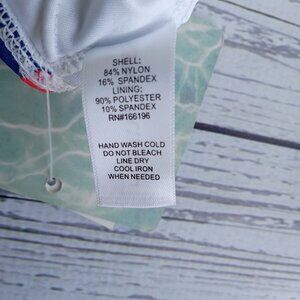 SHELL:
84% NYLON
16% SPANDEX
LINING:
90% POLYESTER
10% SPANDEX
RN#166196
HAND WASH COLD
DO NOT BLEACH
LINE DRY
COOL IRON
WHEN NEEDED